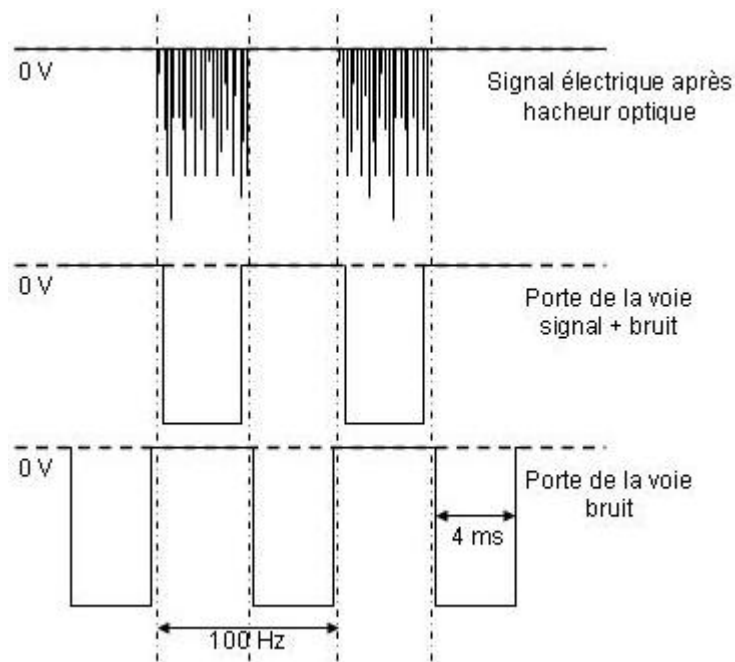 0 V
Signal électrique après
hacheur optique
0 V
Porte de la voie
signal + bruit
0 V
Porte de la voie
bruit
4 ms
100 Hz